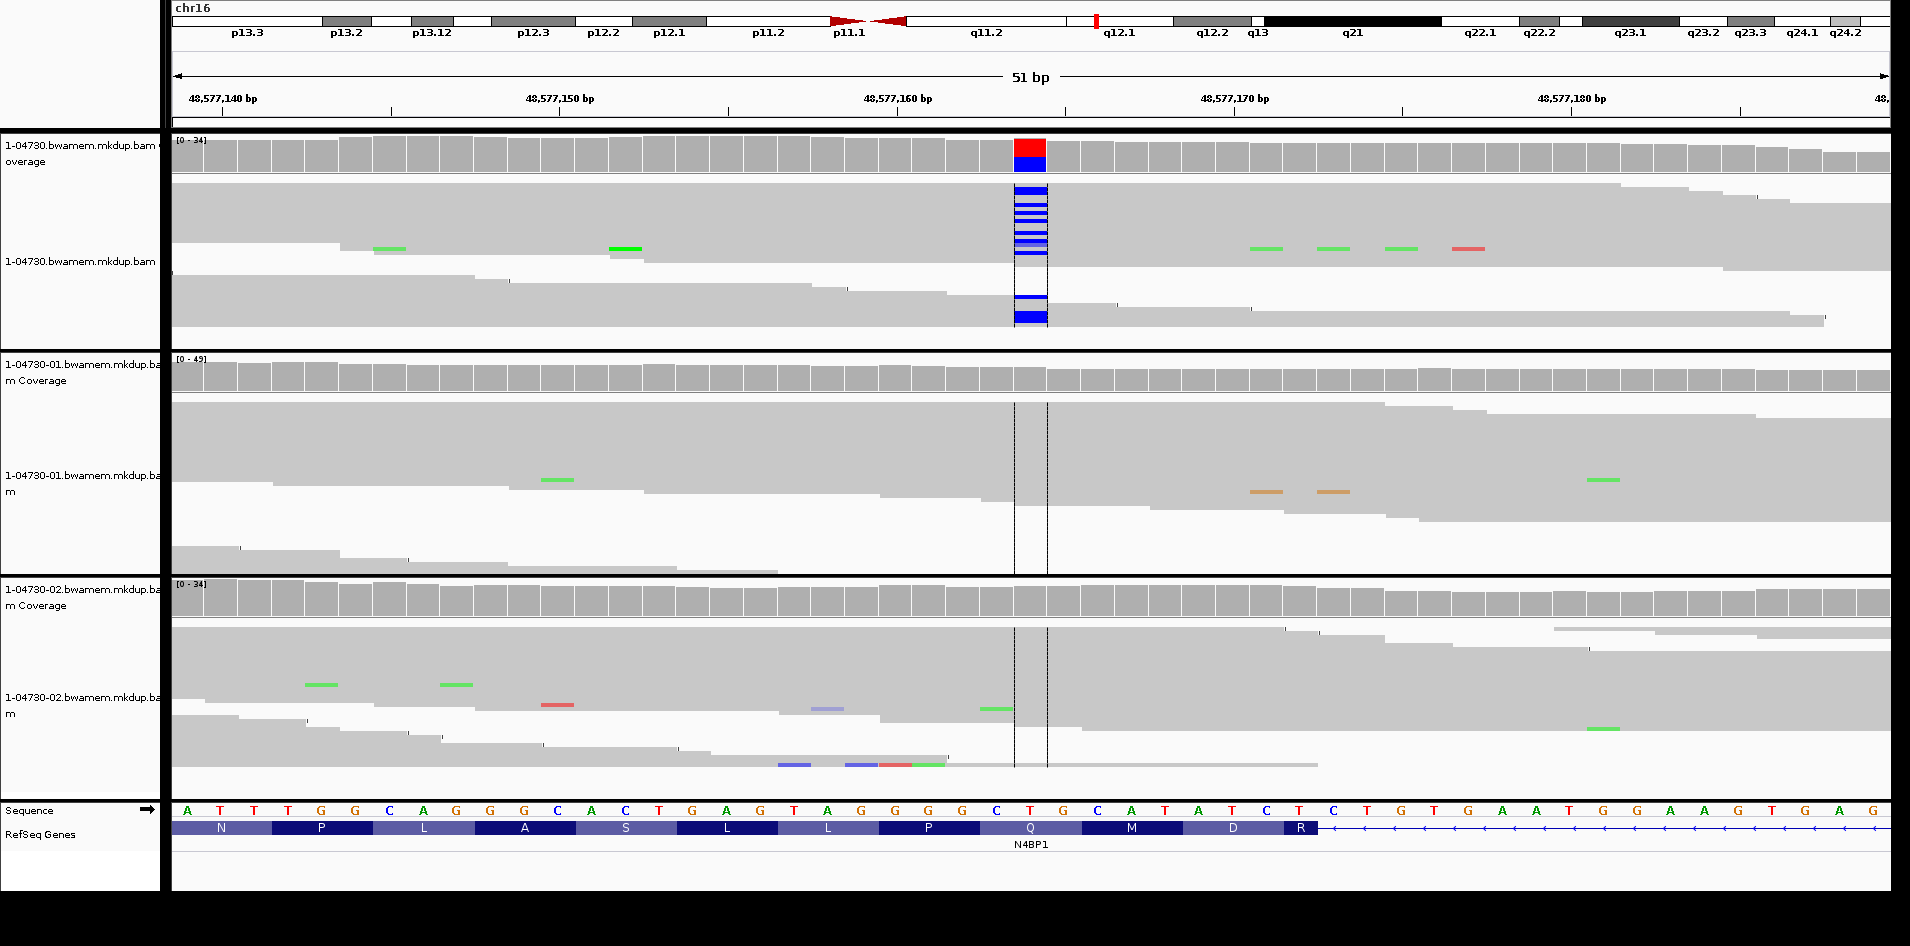 chr16
p13.3 p13.2 p13.12 p12.3 p12.2 p12.1 p11.2 p11.1 q11.2 q12.1 q12.2 q13 q21 q22.1 q22.2 q23.1 q23.2 q23.3 q24.1 q24.2
51 bp
48,577,140 bp 48,577,150 bp 48,577,160 bp 48,577,170 bp 48,577,180 bp 48,
1-04730.bwamem.mkdup.bam
overage
[0 - 34]
1-04730.bwamem.mkdup.bam
1-04730-01.bwamem.mkdup.ba
m Coverage
[0 - 49]
1-04730-01.bwamem.mkdup.ba
m
1-04730-02.bwamem.mkdup.ba
m Coverage
[0 - 34]
1-04730-02.bwamem.mkdup.ba
m
Sequence A T T T G G C A G G G C A C T G A G T A G G G G C T G C A T A T C T C T G T G A A T G G A A G T G A G
RefSeq Genes N P L A S L L P Q M D R
N4BP1